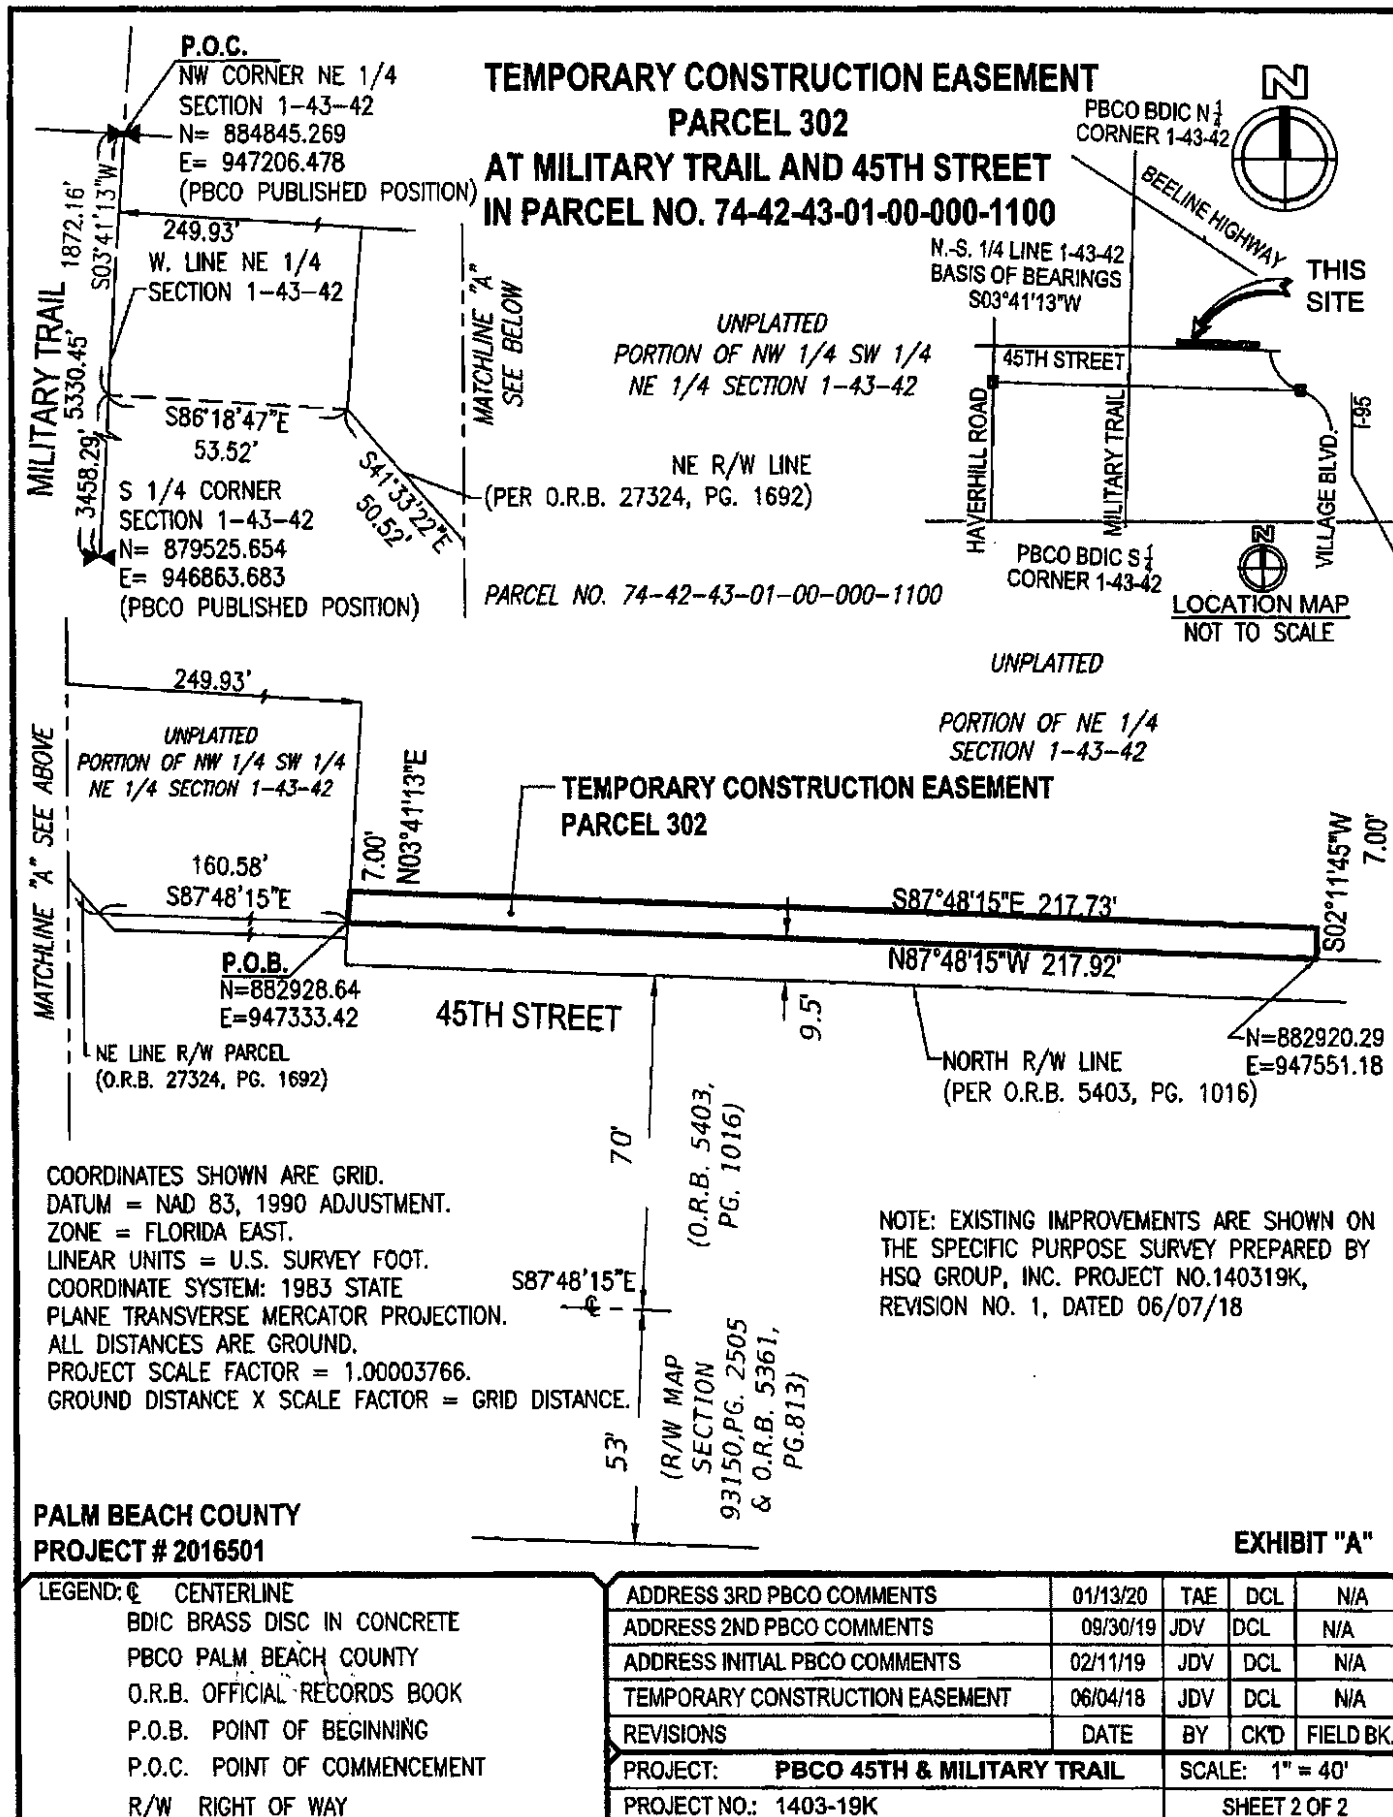 P.O.C.
NW CORNER NE 1/4
SECTION 1-43-42
N= 884845.269
E= 947206.478
(PBCO PUBLISHED POSITION)
TEMPORARY CONSTRUCTION EASEMENT
PARCEL 302
AT MILITARY TRAIL AND 45TH STREET
IN PARCEL NO. 74-42-43-01-00-000-1100
N
PBCO BDIC N 1/4
CORNER 1-43-42
BEELINE HIGHWAY
N.-S. 1/4 LINE 1-43-42
BASIS OF BEARINGS
S03°41'13"W
THIS
SITE
45TH STREET
HAVERHILL ROAD
MILITARY TRAIL
VILLAGE BLVD.
I-95
PBCO BDIC S 1/4
CORNER 1-43-42
N
LOCATION MAP
NOT TO SCALE
MILITARY TRAIL
1872.16'
S03°41'13"W
5330.45'
3458.29'
249.93'
W. LINE NE 1/4
SECTION 1-43-42
MATCHLINE "A"
SEE BELOW
UNPLATTED
PORTION OF NW 1/4 SW 1/4
NE 1/4 SECTION 1-43-42
S86°18'47"E
53.52'
S41°33'22"E
50.52'
NE R/W LINE
(PER O.R.B. 27324, PG. 1692)
S 1/4 CORNER
SECTION 1-43-42
N= 879525.654
E= 946863.683
(PBCO PUBLISHED POSITION)
PARCEL NO. 74-42-43-01-00-000-1100
UNPLATTED
PORTION OF NE 1/4
SECTION 1-43-42
MATCHLINE "A" SEE ABOVE
249.93'
UNPLATTED
PORTION OF NW 1/4 SW 1/4
NE 1/4 SECTION 1-43-42
TEMPORARY CONSTRUCTION EASEMENT
PARCEL 302
7.00'
N03°41'13"E
160.58'
S87°48'15"E
S87°48'15"E 217.73'
N87°48'15"W 217.92'
S02°11'45"W
7.00'
P.O.B.
N=882928.64
E=947333.42
45TH STREET
9.5'
N=882920.29
E=947551.18
NE LINE R/W PARCEL
(O.R.B. 27324, PG. 1692)
NORTH R/W LINE
(PER O.R.B. 5403, PG. 1016)
70'
(O.R.B. 5403,
PG. 1016)
COORDINATES SHOWN ARE GRID.
DATUM = NAD 83, 1990 ADJUSTMENT.
ZONE = FLORIDA EAST.
LINEAR UNITS = U.S. SURVEY FOOT.
COORDINATE SYSTEM: 1983 STATE
PLANE TRANSVERSE MERCATOR PROJECTION.
ALL DISTANCES ARE GROUND.
PROJECT SCALE FACTOR = 1.00003766.
GROUND DISTANCE X SCALE FACTOR = GRID DISTANCE.
S87°48'15"E
℄
53'
(R/W MAP
SECTION
93150,PG. 2505
& O.R.B. 5361,
PG.813)
NOTE: EXISTING IMPROVEMENTS ARE SHOWN ON
THE SPECIFIC PURPOSE SURVEY PREPARED BY
HSQ GROUP, INC. PROJECT NO.140319K,
REVISION NO. 1, DATED 06/07/18
PALM BEACH COUNTY
PROJECT # 2016501
EXHIBIT "A"
LEGEND: ℄ CENTERLINE
BDIC BRASS DISC IN CONCRETE
PBCO PALM BEACH COUNTY
O.R.B. OFFICIAL RECORDS BOOK
P.O.B. POINT OF BEGINNING
P.O.C. POINT OF COMMENCEMENT
R/W RIGHT OF WAY
ADDRESS 3RD PBCO COMMENTS 01/13/20 TAE DCL N/A
ADDRESS 2ND PBCO COMMENTS 09/30/19 JDV DCL N/A
ADDRESS INITIAL PBCO COMMENTS 02/11/19 JDV DCL N/A
TEMPORARY CONSTRUCTION EASEMENT 06/04/18 JDV DCL N/A
REVISIONS DATE BY CK'D FIELD BK.
PROJECT: PBCO 45TH & MILITARY TRAIL SCALE: 1" = 40'
PROJECT NO.: 1403-19K SHEET 2 OF 2